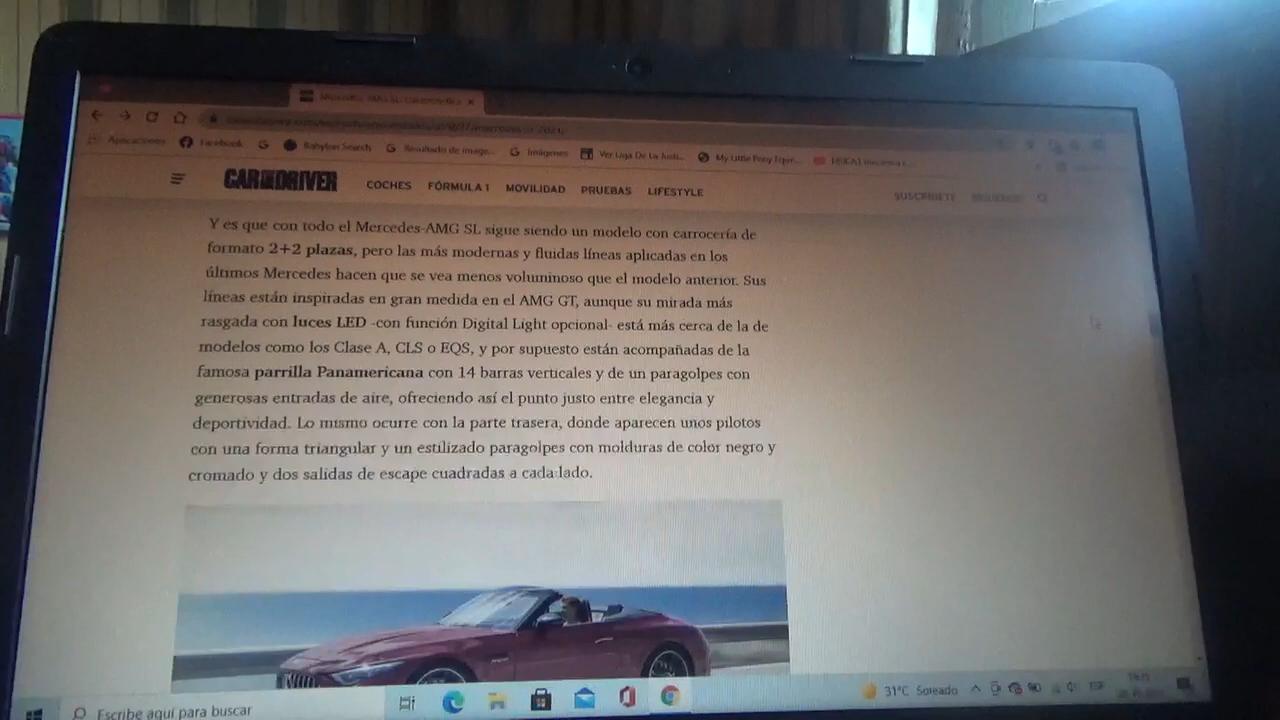 Mercedes-AMG SL
Aplicaciones Facebook G Babylon Search Resultado de image... Imágenes Ver Liga De La Justi... My Little Pony Eque...
CAR AND DRIVER COCHES FÓRMULA 1 MOVILIDAD PRUEBAS LIFESTYLE SUSCRÍBETE
Y es que con todo el Mercedes-AMG SL sigue siendo un modelo con carrocería de
formato 2+2 plazas, pero las más modernas y fluidas líneas aplicadas en los
últimos Mercedes hacen que se vea menos voluminoso que el modelo anterior. Sus
líneas están inspiradas en gran medida en el AMG GT, aunque su mirada más
rasgada con luces LED -con función Digital Light opcional- está más cerca de la de
modelos como los Clase A, CLS o EQS, y por supuesto están acompañadas de la
famosa parrilla Panamericana con 14 barras verticales y de un paragolpes con
generosas entradas de aire, ofreciendo así el punto justo entre elegancia y
deportividad. Lo mismo ocurre con la parte trasera, donde aparecen unos pilotos
con una forma triangular y un estilizado paragolpes con molduras de color negro y
cromado y dos salidas de escape cuadradas a cada lado.
Escribe aquí para buscar 31°C Soleado